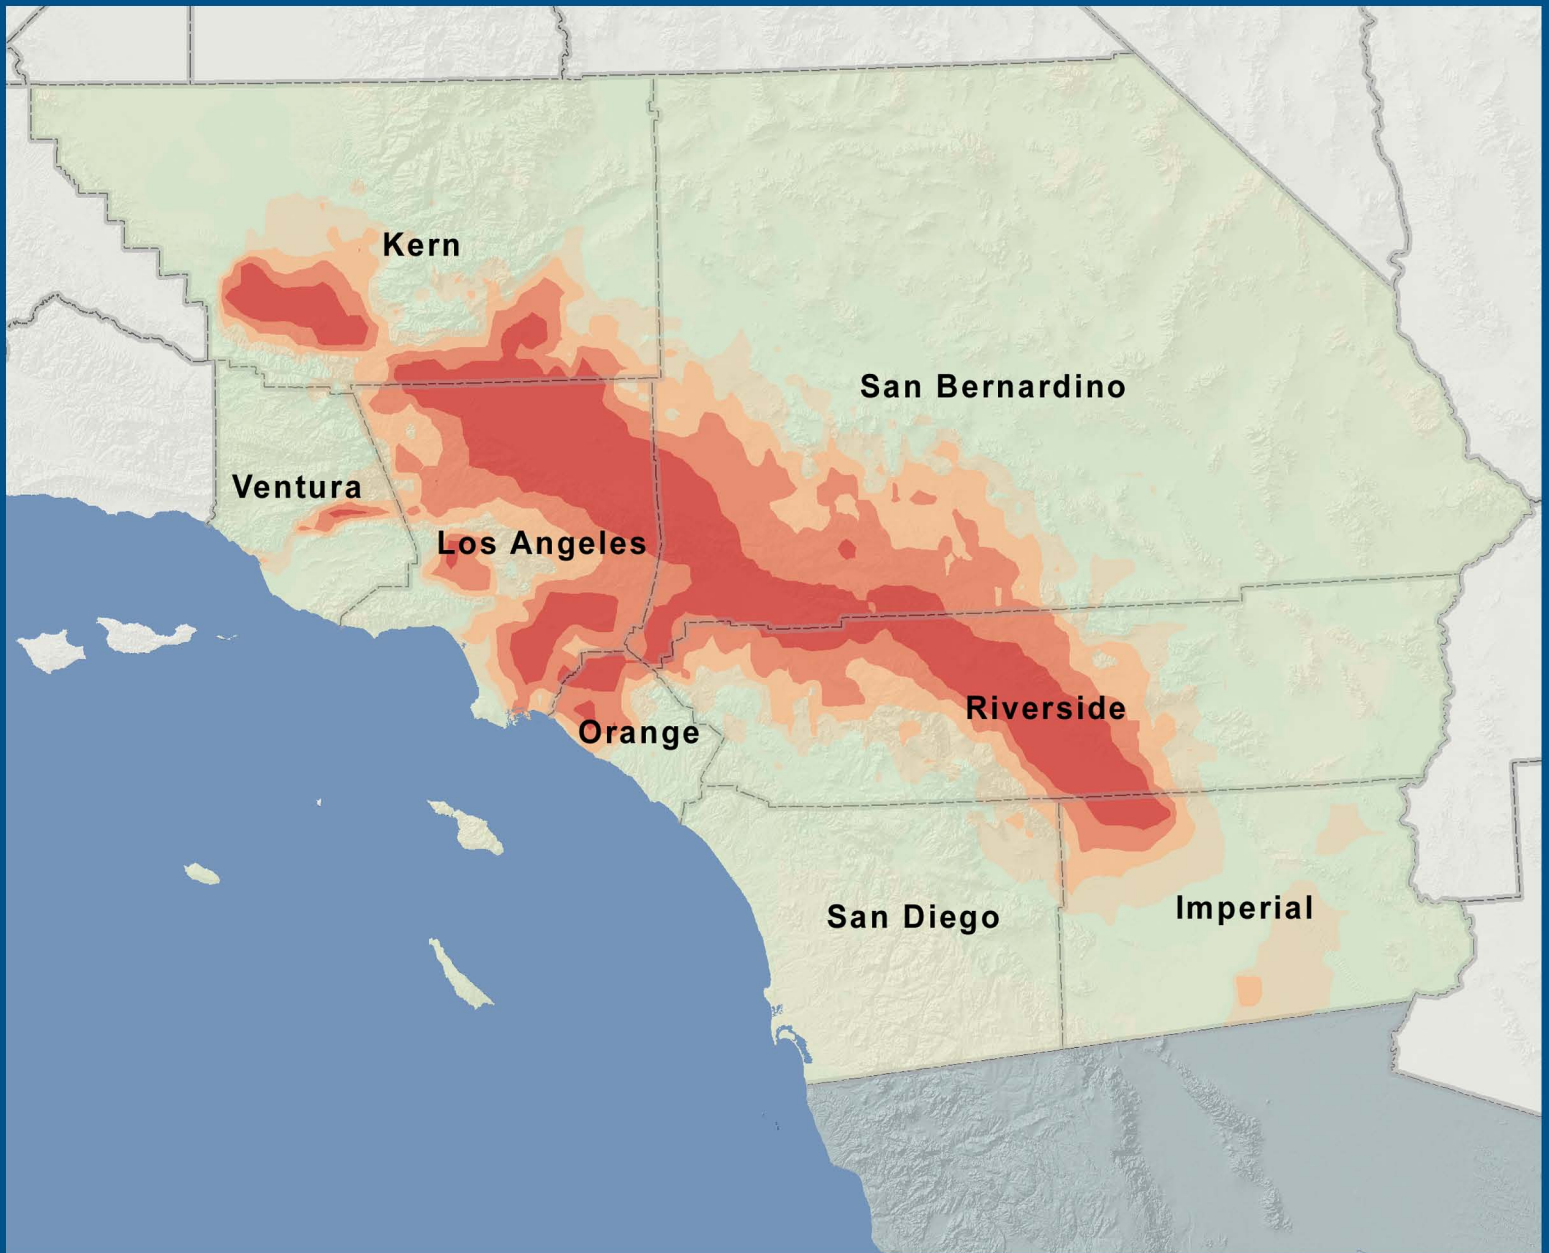 Kern
San Bernardino
Ventura
Los Angeles
Riverside
Orange
Imperial
San Diego